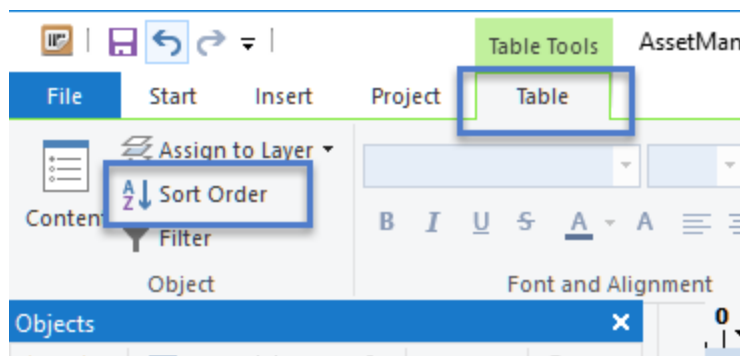 Table Tools AssetMan
File Start Insert Project Table
Assign to Layer
Sort Order
Content
Filter
B I U S A A
Object Font and Alignment
Objects
0